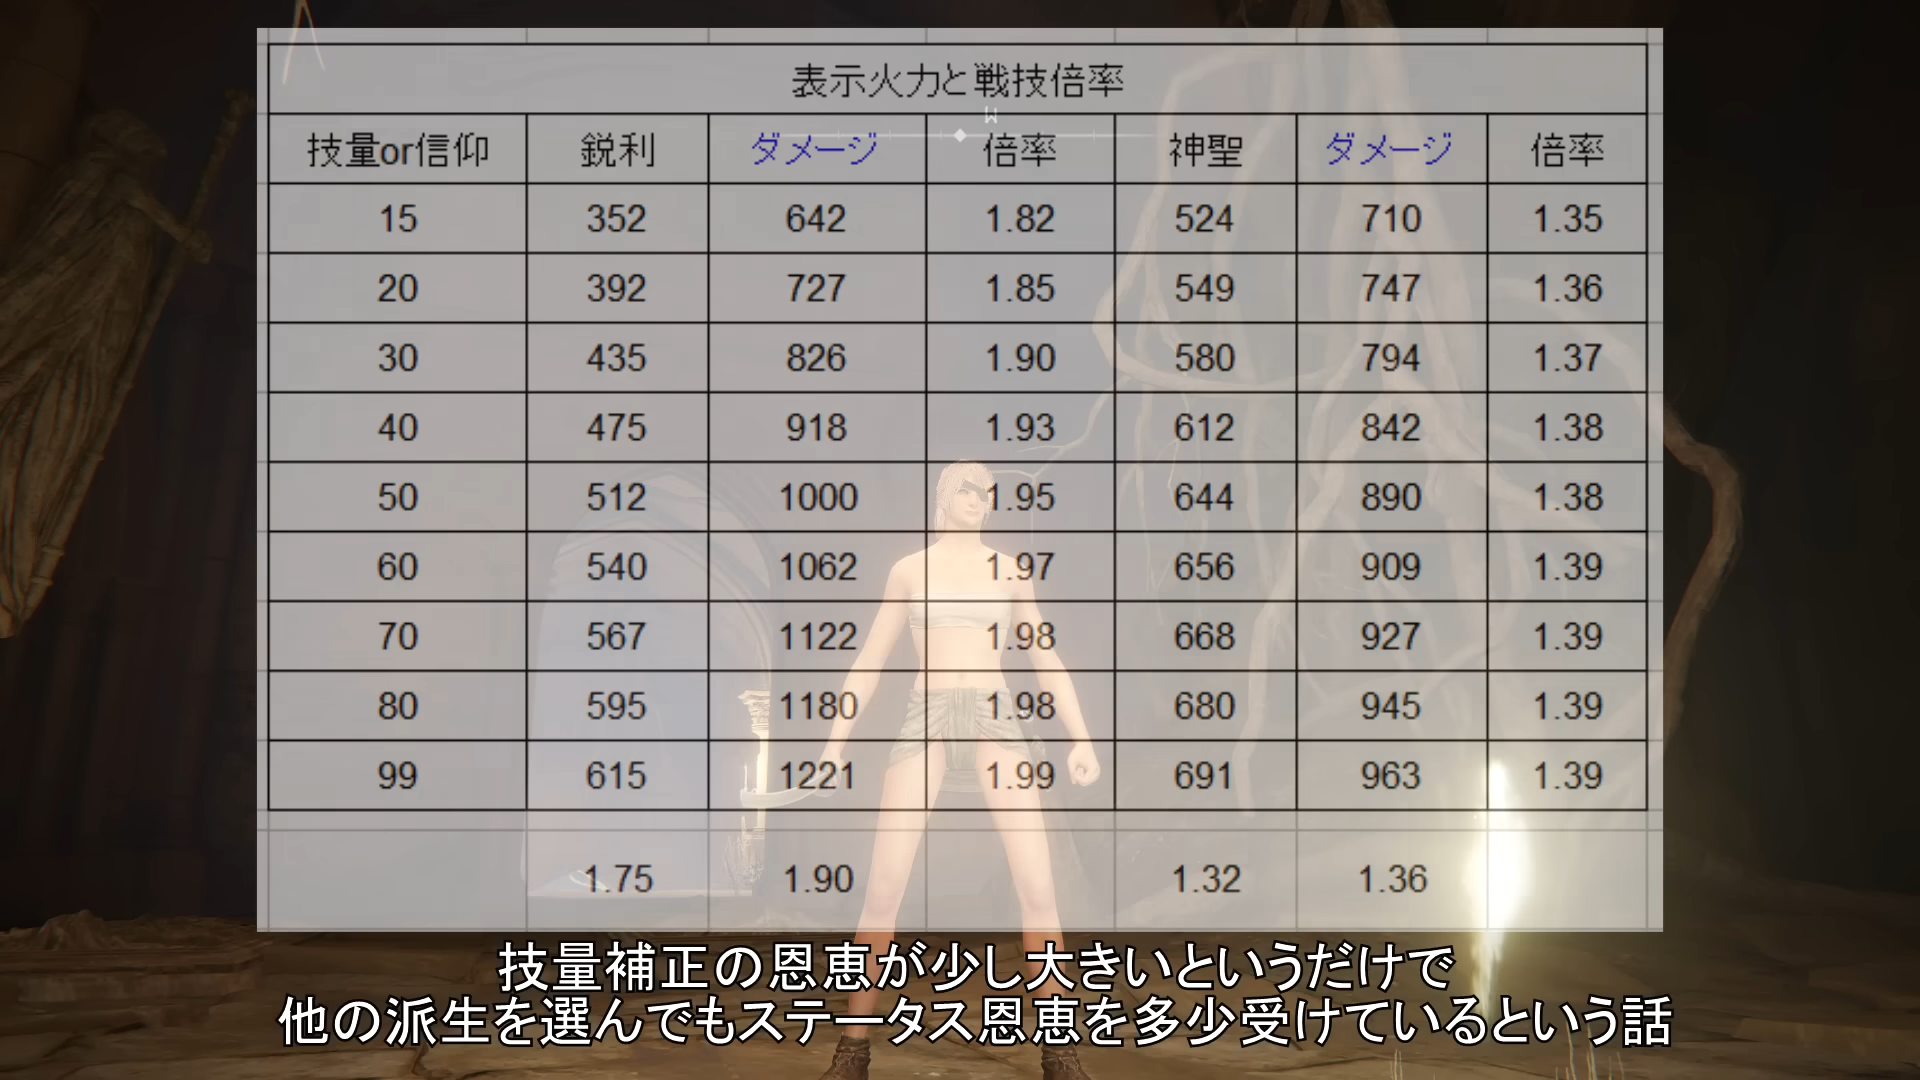 表示火力と戦技倍率
W
技量or信仰 鋭利 ダメージ 倍率 神聖 ダメージ 倍率
15 352 642 1.82 524 710 1.35
20 392 727 1.85 549 747 1.36
30 435 826 1.90 580 794 1.37
40 475 918 1.93 612 842 1.38
50 512 1000 1.95 644 890 1.38
60 540 1062 1.97 656 909 1.39
70 567 1122 1.98 668 927 1.39
80 595 1180 1.98 680 945 1.39
99 615 1221 1.99 691 963 1.39
1.75 1.90 1.32 1.36
技量補正の恩恵が少し大きいというだけで
他の派生を選んでもステータス恩恵を多少受けているという話